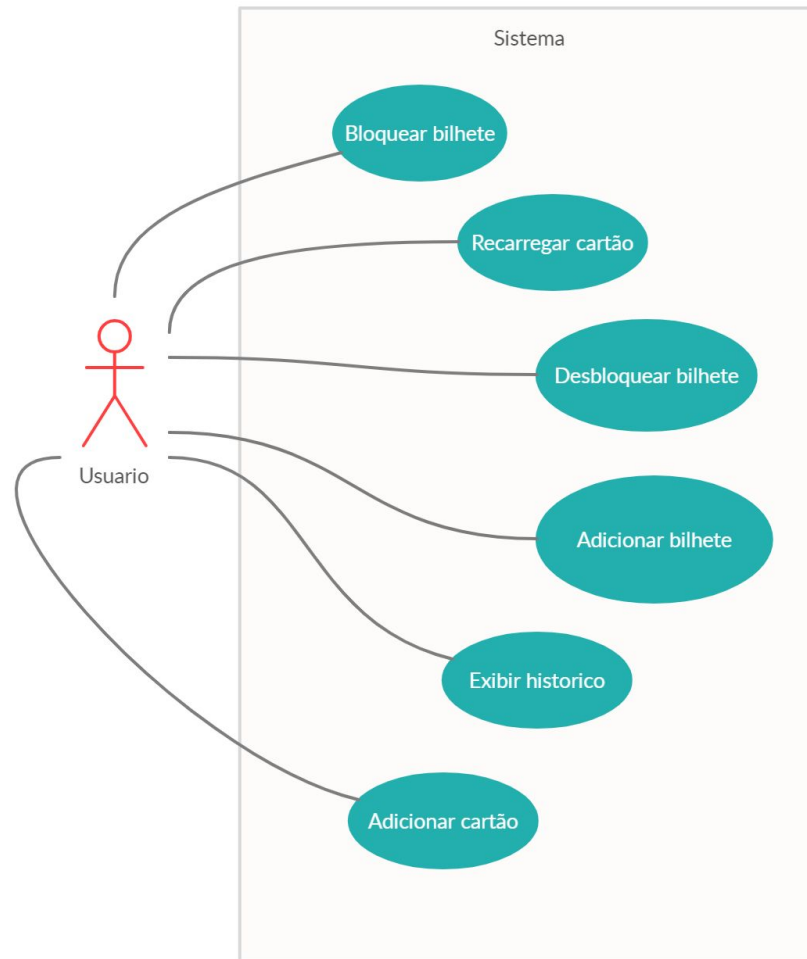 Sistema
Bloquear bilhete
Recarregar cartão
Desbloquear bilhete
Usuario
Adicionar bilhete
Exibir historico
Adicionar cartão